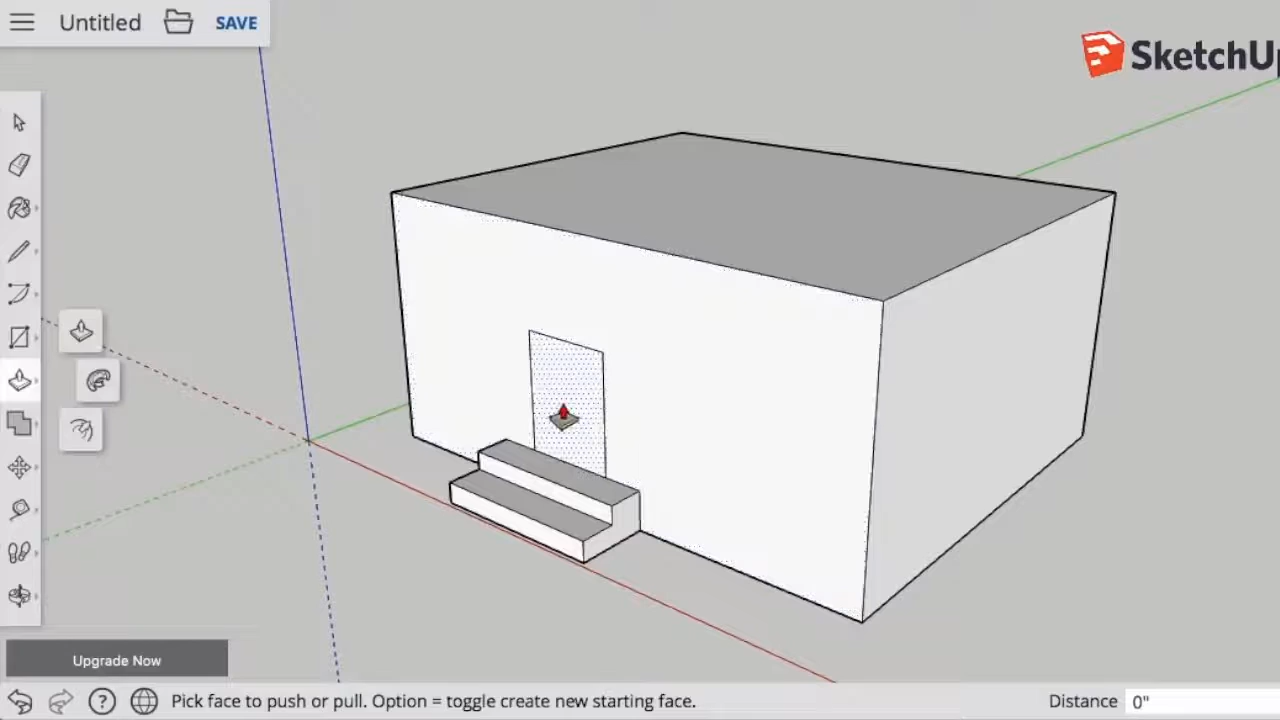 Untitled
SAVE
SketchUp
Upgrade Now
Pick face to push or pull. Option = toggle create new starting face.
Distance
0"